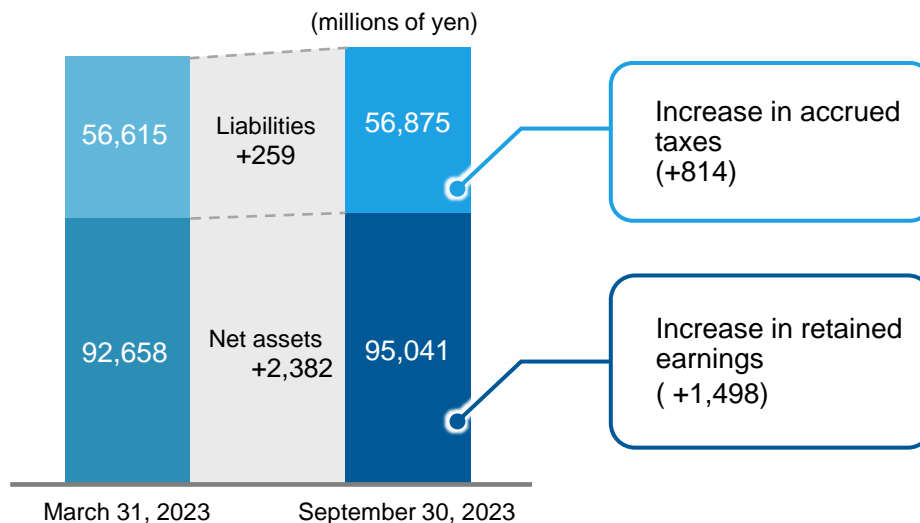 (millions of yen)
56,615
Liabilities
+259
56,875
Increase in accrued
taxes
(+814)
92,658
Net assets
+2,382
95,041
Increase in retained
earnings
( +1,498)
March 31, 2023
September 30, 2023